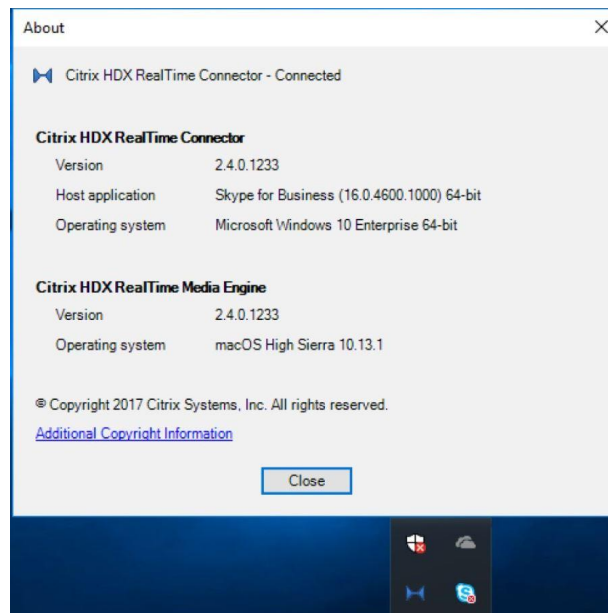 About
Citrix HDX RealTime Connector - Connected
Citrix HDX RealTime Connector
Version 2.4.0.1233
Host application Skype for Business (16.0.4600.1000) 64-bit
Operating system Microsoft Windows 10 Enterprise 64-bit
Citrix HDX RealTime Media Engine
Version 2.4.0.1233
Operating system macOS High Sierra 10.13.1
© Copyright 2017 Citrix Systems, Inc. All rights reserved.
Additional Copyright Information
Close